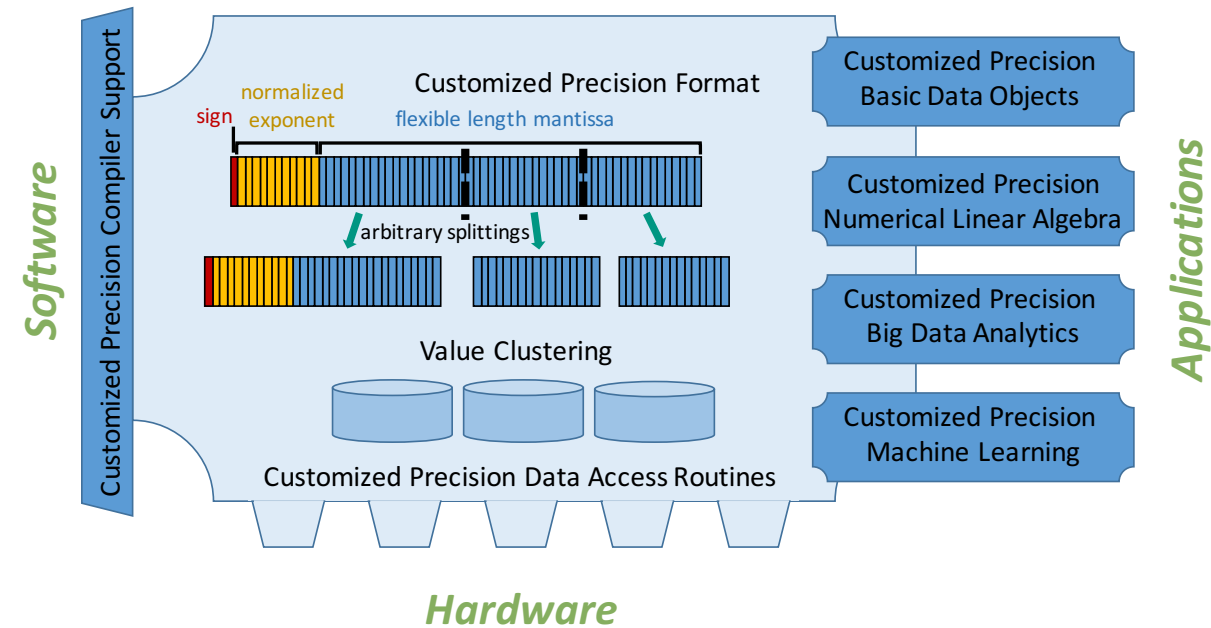 Software
Customized Precision Compiler Support
Customized Precision Format
normalized
exponent
sign
flexible length mantissa
arbitrary splittings
Value Clustering
Customized Precision Data Access Routines
Customized Precision
Basic Data Objects
Customized Precision
Numerical Linear Algebra
Customized Precision
Big Data Analytics
Customized Precision
Machine Learning
Applications
Hardware